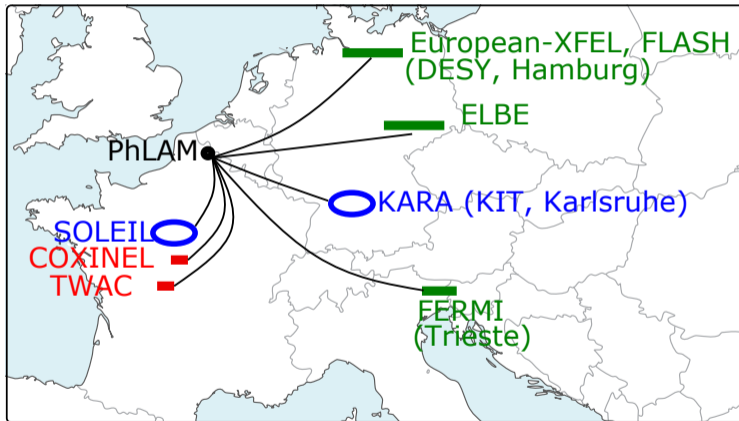 European-XFEL, FLASH
(DESY, Hamburg)
ELBE
PhLAM
KARA (KIT, Karlsruhe)
SOLEIL
COXINEL
TWAC
FERMI
(Trieste)